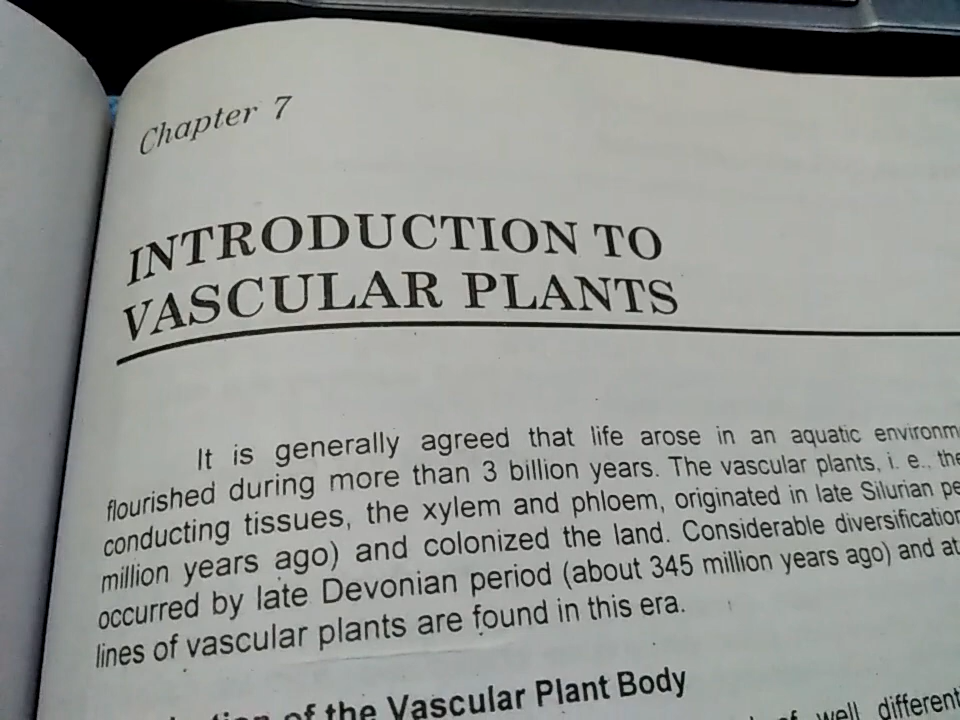 Chapter 7
INTRODUCTION TO
VASCULAR PLANTS
It is generally agreed that life arose in an aquatic
flourished during more than 3 billion years. The vascular plants, i. e., the
conducting tissues, the xylem and phloem, originated in late Silurian
million years ago) and colonized the land. Considerable
occurred by late Devonian period (about 345 million years ago) and at
lines of vascular plants are found in this era.
of the Vascular Plant Body
of well